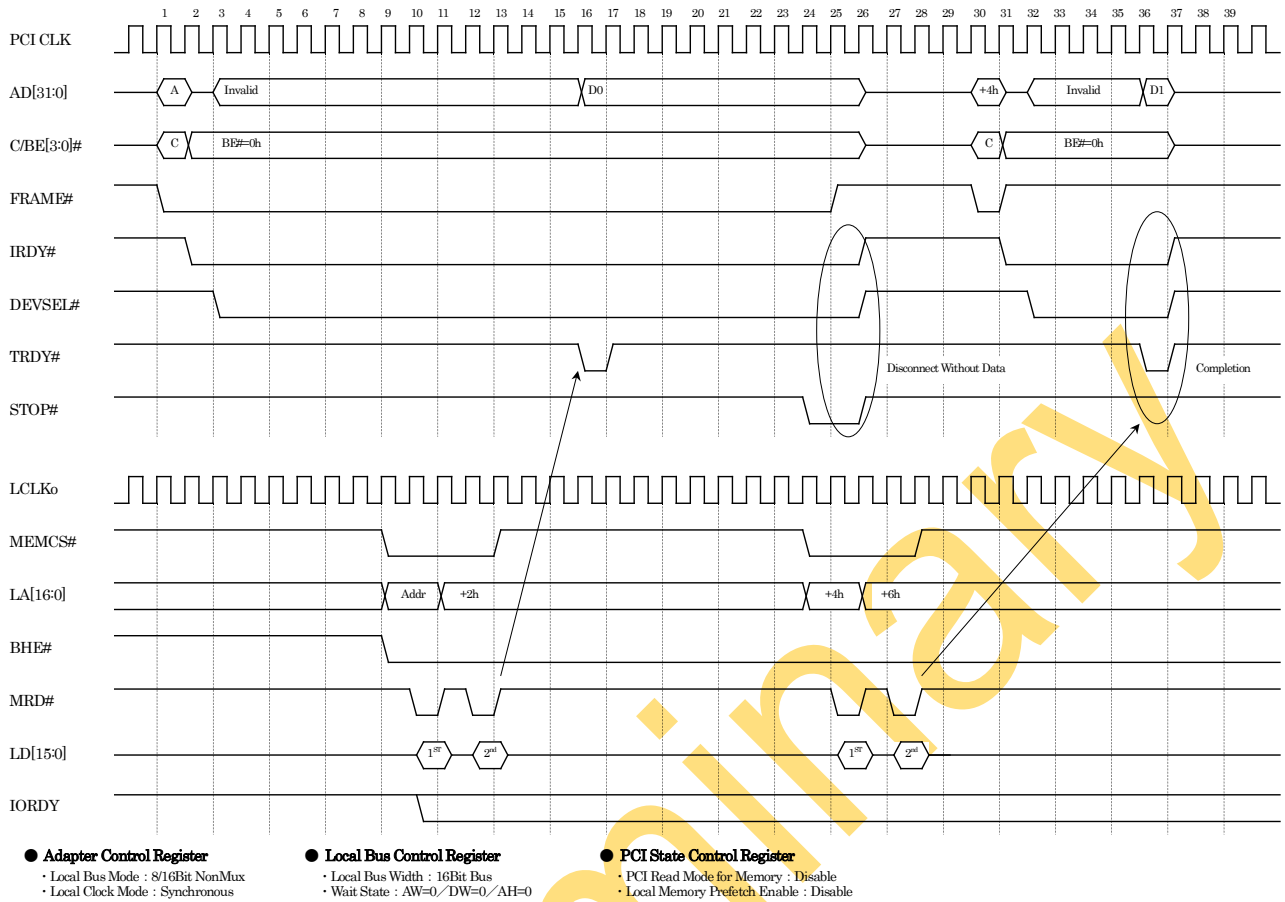 1 2 3 4 5 6 7 8 9 10 11 12 13 14 15 16 17 18 19 20 21 22 23 24 25 26 27 28 29 30 31 32 33 34 35 36 37 38 39
PCI CLK
AD[31:0] A Invalid D0 +4h Invalid D1
C/BE[3:0]# C BE#=0h C BE#=0h
FRAME#
IRDY#
DEVSEL#
TRDY#
Disconnect Without Data Completion
STOP#
LCLKo
MEMCS#
LA[16:0] Addr +2h +4h +6h
BHE#
MRD#
LD[15:0] 1ST 2nd 1ST 2nd
IORDY
● Adapter Control Register
・Local Bus Mode : 8/16Bit NonMux
・Local Clock Mode : Synchronous
● Local Bus Control Register
・Local Bus Width : 16Bit Bus
・Wait State : AW=0／DW=0／AH=0
● PCI State Control Register
・PCI Read Mode for Memory : Disable
・Local Memory Prefetch Enable : Disable